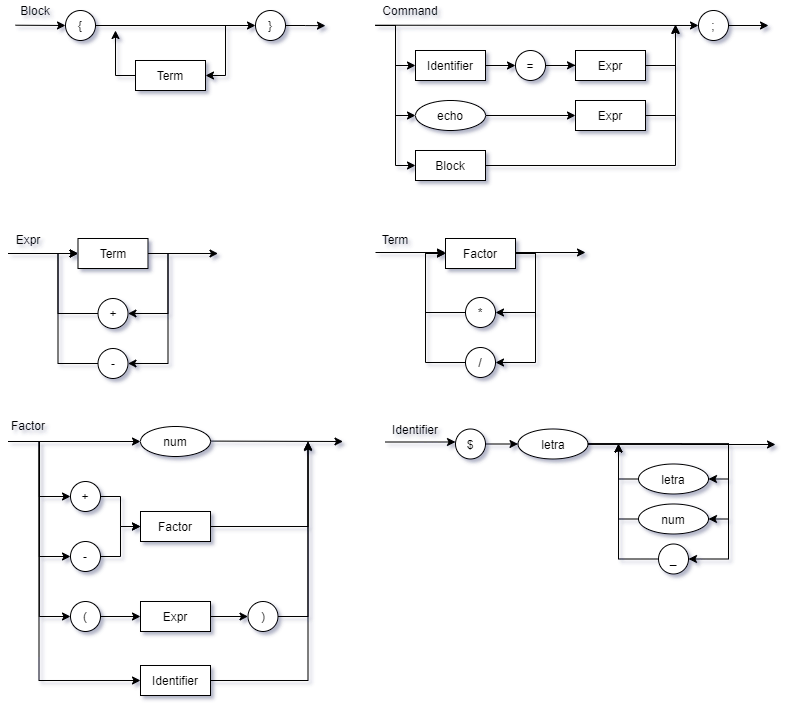 Block
{
}
Term
Command
;
Identifier
=
Expr
echo
Expr
Block
Expr
Term
+
-
Term
Factor
*
/
Factor
num
+
Factor
-
(
Expr
)
Identifier
Identifier
$
letra
letra
num
_